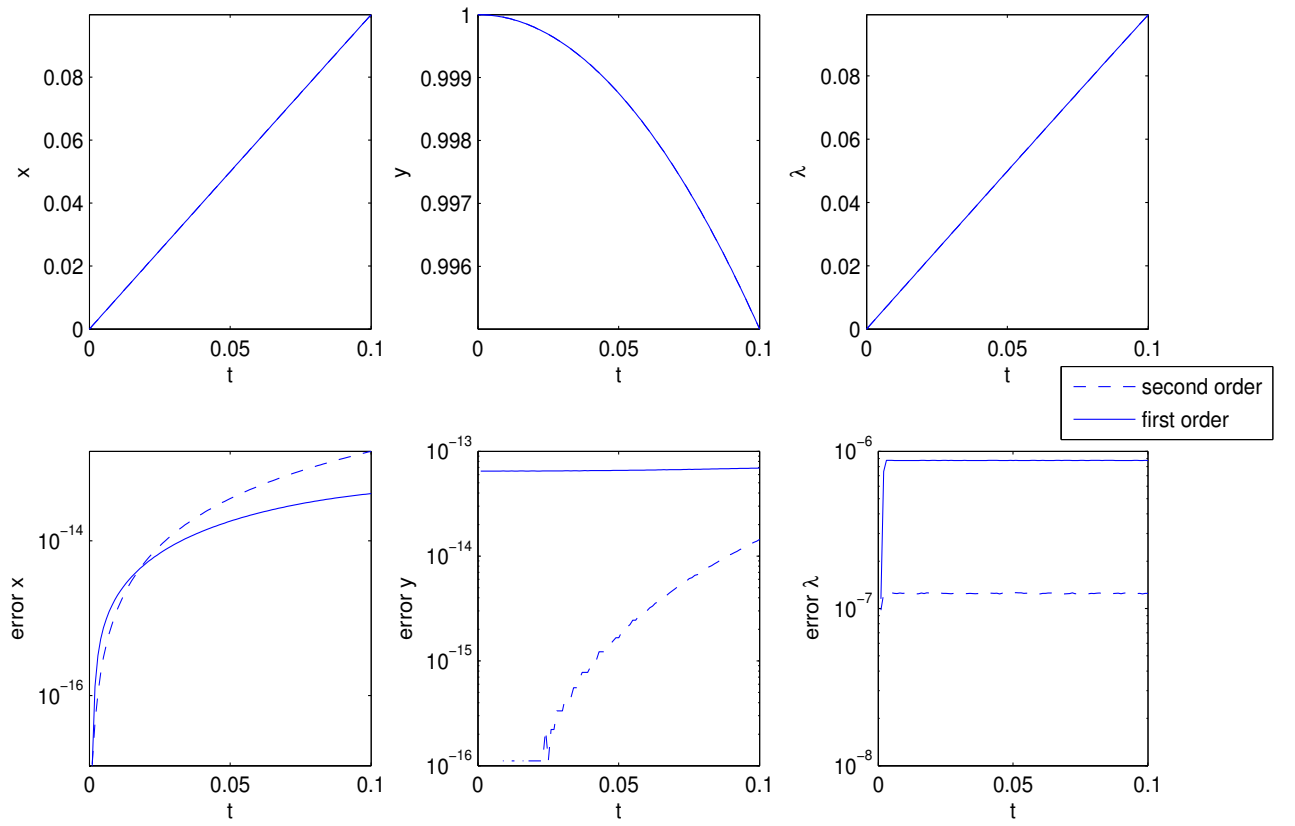 x
0.08
0.06
0.04
0.02
0
0 0.05 0.1
t
y
1
0.999
0.998
0.997
0.996
0 0.05 0.1
t
λ
0.08
0.06
0.04
0.02
0
0 0.05 0.1
t
second order
first order
error x
10^−14
10^−16
0 0.05 0.1
t
error y
10^−13
10^−14
10^−15
10^−16
0 0.05 0.1
t
error λ
10^−6
10^−7
10^−8
0 0.05 0.1
t